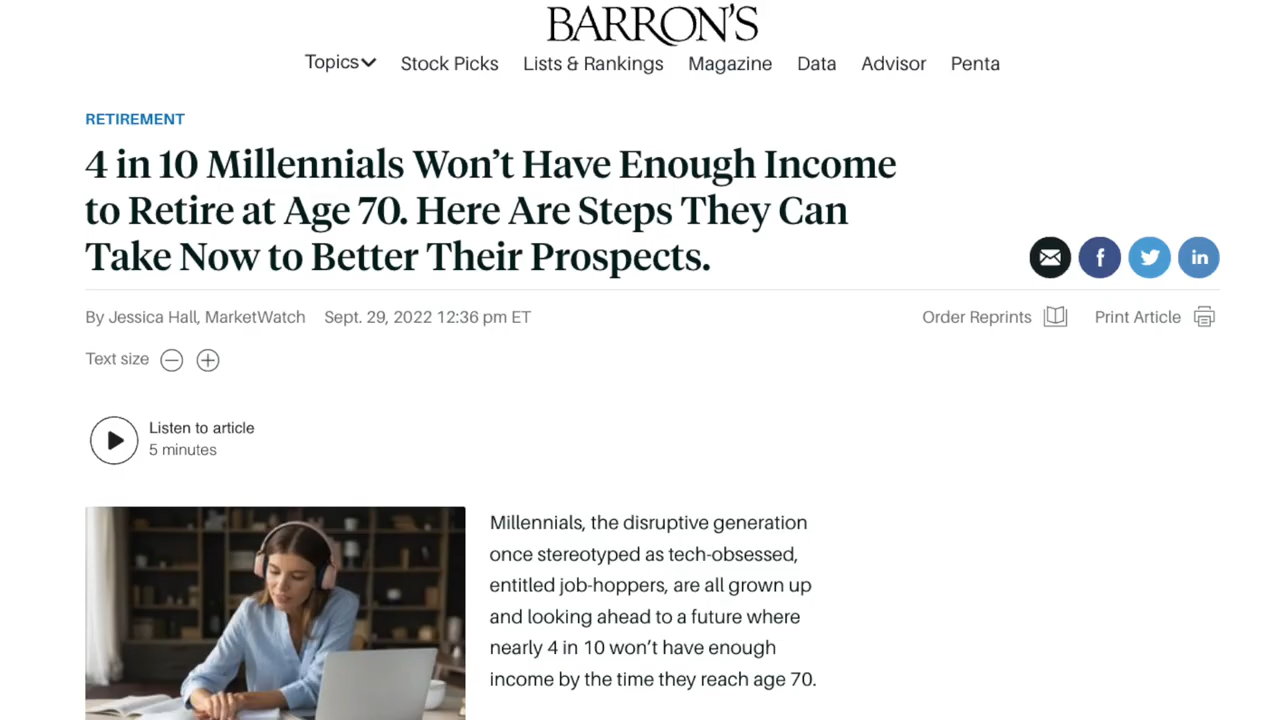 BARRON'S
Topics Stock Picks Lists & Rankings Magazine Data Advisor Penta
RETIREMENT
4 in 10 Millennials Won't Have Enough Income
to Retire at Age 70. Here Are Steps They Can
Take Now to Better Their Prospects.
f in
By Jessica Hall, MarketWatch Sept. 29, 2022 12:36 pm ET Order Reprints Print Article
Text size
Listen to article
5 minutes
Millennials, the disruptive generation
once stereotyped as tech-obsessed,
entitled job-hoppers, are all grown up
and looking ahead to a future where
nearly 4 in 10 won't have enough
income by the time they reach age 70.